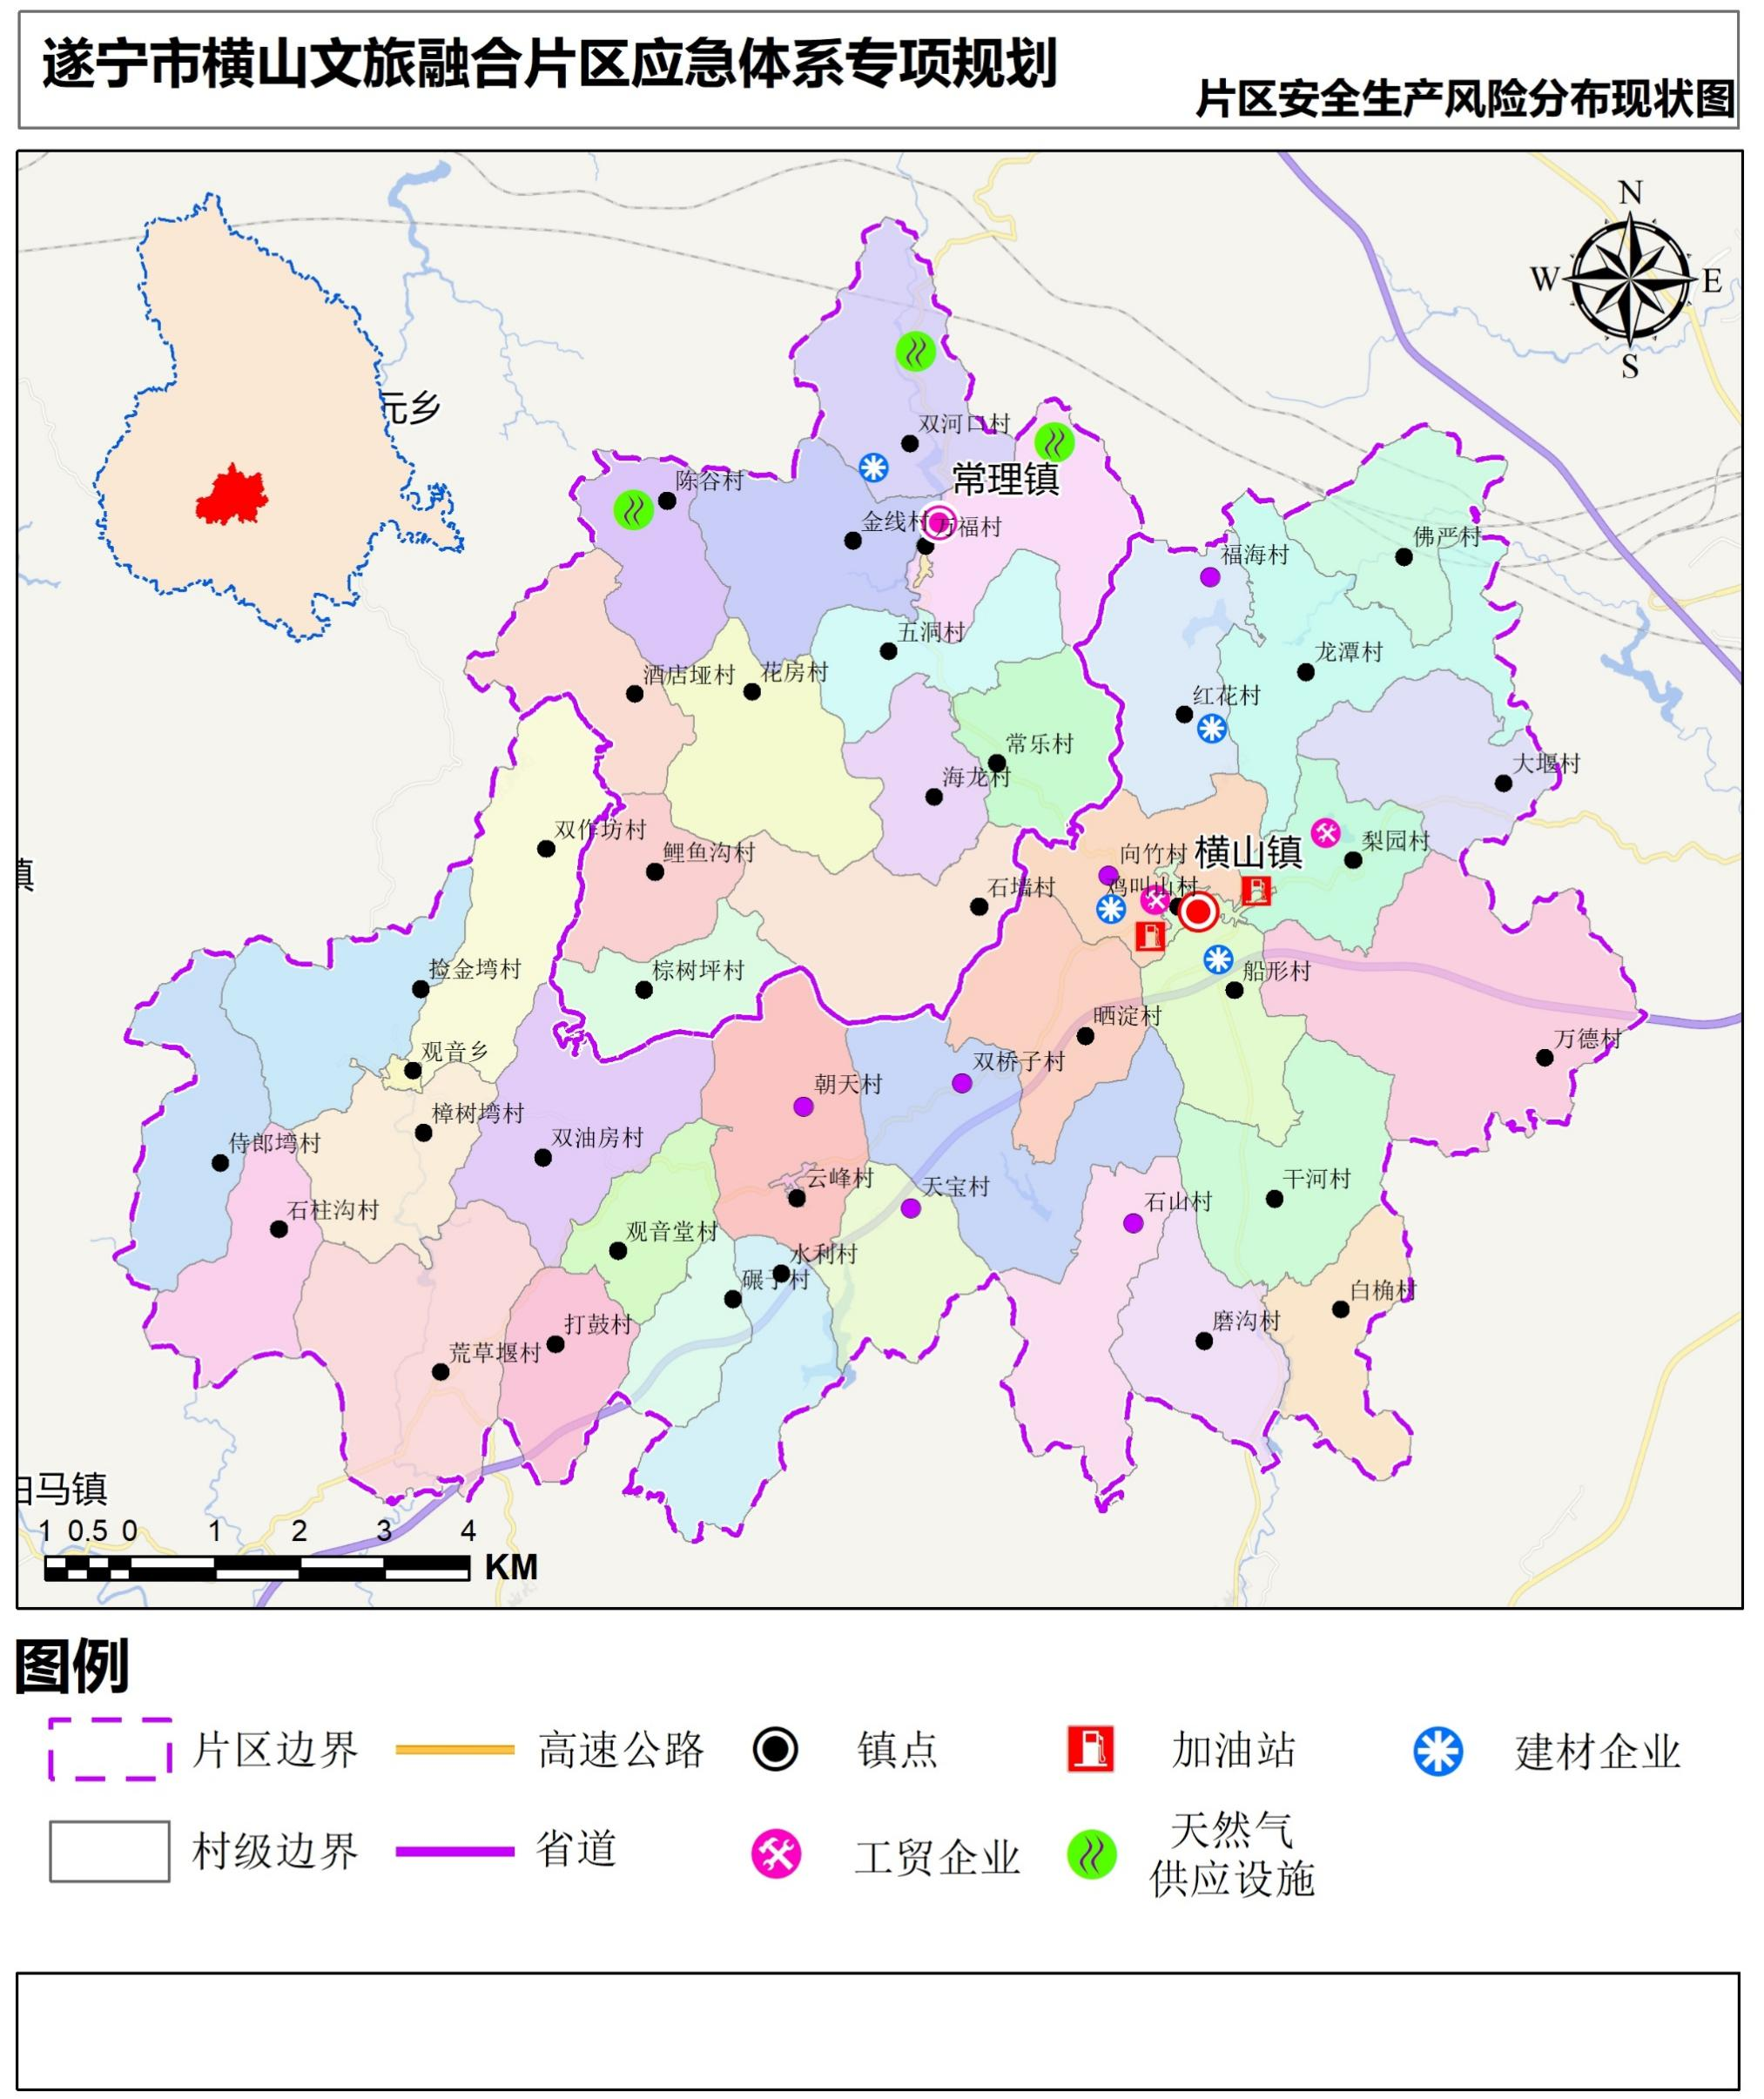 遂宁市横山文旅融合片区应急体系专项规划
片区安全生产风险分布现状图
N
W
E
S
元乡
双河口村
常理镇
陈谷村
金线村
万福村
佛严村
福海村
五洞村
龙潭村
酒店垭村
花房村
红花村
常乐村
大堰村
海龙村
双作坊村
鲤鱼沟村
向竹村
横山镇
梨园村
镇
石墙村
鸡叫山村
捡金塆村
棕树坪村
船形村
晒淀村
万德村
观音乡
双桥子村
朝天村
樟树塆村
侍郎塆村
双油房村
云峰村
天宝村
干河村
石山村
石柱沟村
观音堂村
水利村
碾子村
白桷村
打鼓村
磨沟村
荒草堰村
白马镇
1 0.5 0 1 2 3 4
KM
图例
片区边界
高速公路
镇点
加油站
建材企业
村级边界
省道
工贸企业
天然气
供应设施